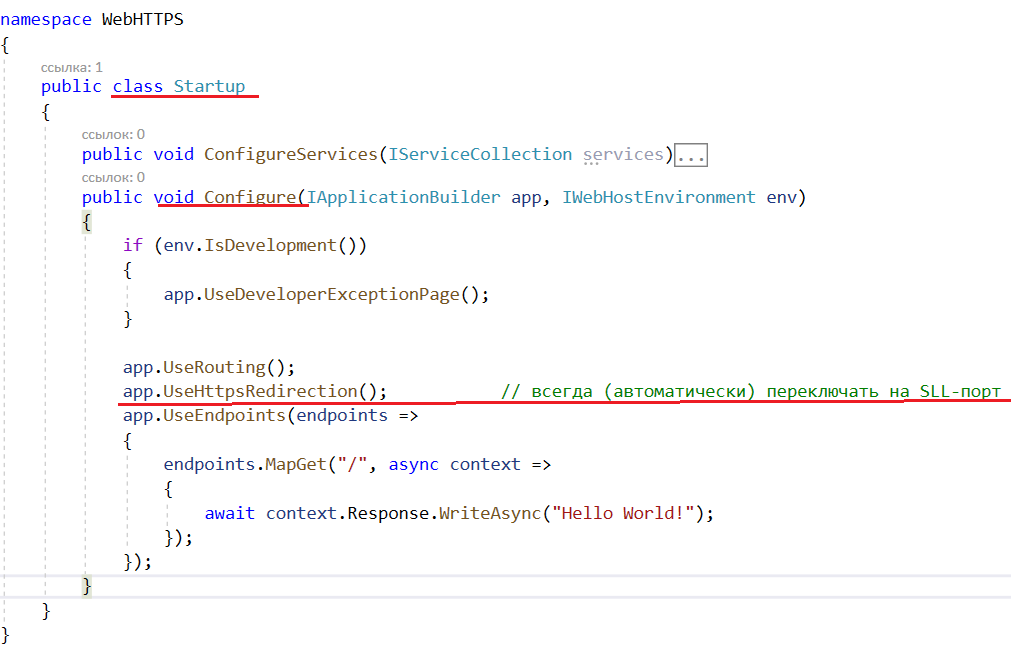 namespace WebHTTPS
{
ссылка: 1
public class Startup
{
ссылок: 0
public void ConfigureServices(IServiceCollection services)...
ссылок: 0
public void Configure(IApplicationBuilder app, IWebHostEnvironment env)
{
if (env.IsDevelopment())
{
app.UseDeveloperExceptionPage();
}
app.UseRouting();
app.UseHttpsRedirection(); // всегда (автоматически) переключать на SLL-порт
app.UseEndpoints(endpoints =>
{
endpoints.MapGet("/", async context =>
{
await context.Response.WriteAsync("Hello World!");
});
});
}
}
}